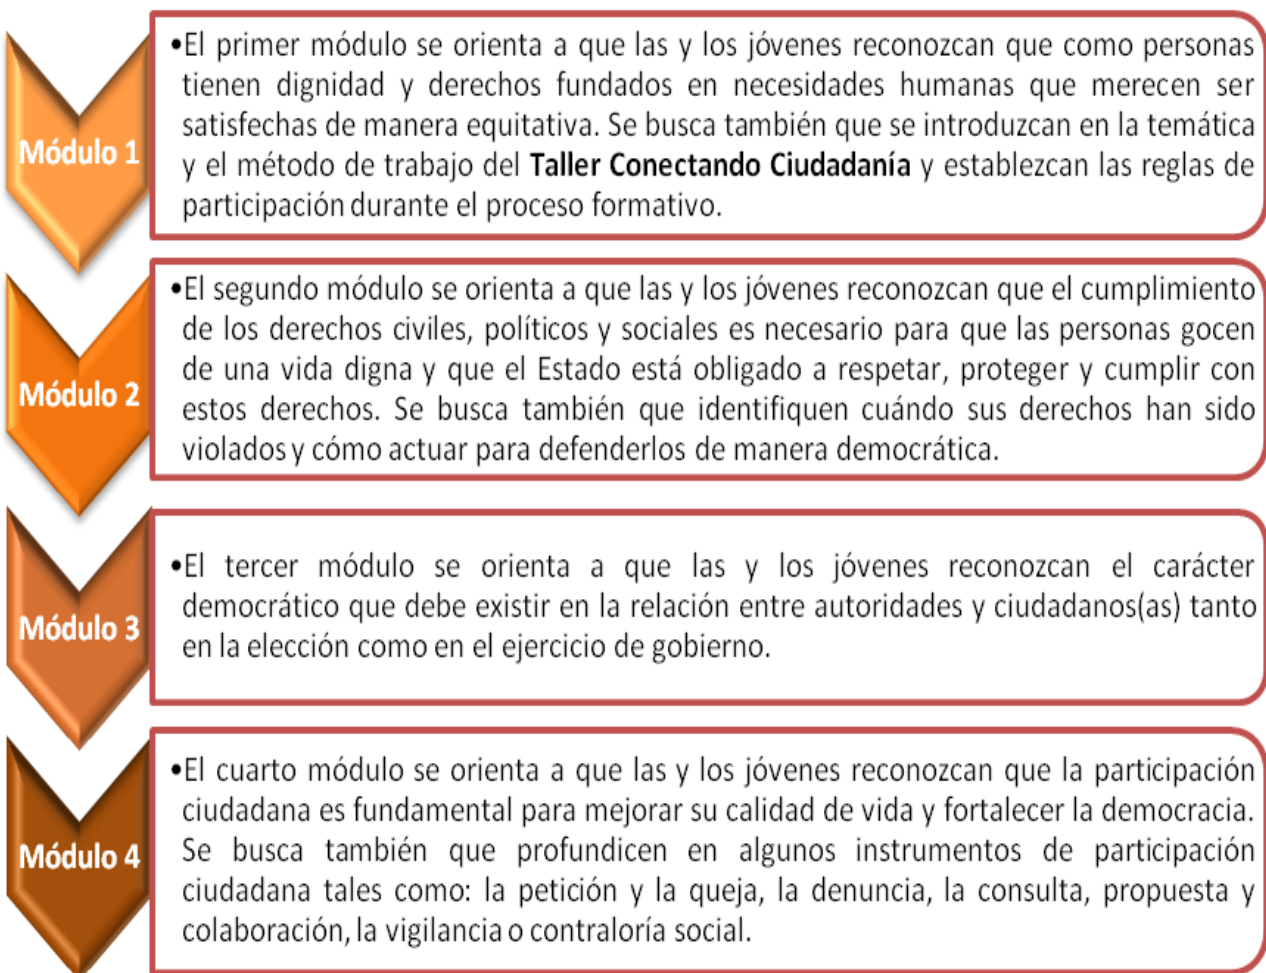 Módulo 1
•El primer módulo se orienta a que las y los jóvenes reconozcan que como personas
tienen dignidad y derechos fundados en necesidades humanas que merecen ser
satisfechas de manera equitativa. Se busca también que se introduzcan en la temática
y el método de trabajo del Taller Conectando Ciudadanía y establezcan las reglas de
participación durante el proceso formativo.
Módulo 2
•El segundo módulo se orienta a que las y los jóvenes reconozcan que el cumplimiento
de los derechos civiles, políticos y sociales es necesario para que las personas gocen
de una vida digna y que el Estado está obligado a respetar, proteger y cumplir con
estos derechos. Se busca también que identifiquen cuándo sus derechos han sido
violados y cómo actuar para defenderlos de manera democrática.
Módulo 3
•El tercer módulo se orienta a que las y los jóvenes reconozcan el carácter
democrático que debe existir en la relación entre autoridades y ciudadanos(as) tanto
en la elección como en el ejercicio de gobierno.
Módulo 4
•El cuarto módulo se orienta a que las y los jóvenes reconozcan que la participación
ciudadana es fundamental para mejorar su calidad de vida y fortalecer la democracia.
Se busca también que profundicen en algunos instrumentos de participación
ciudadana tales como: la petición y la queja, la denuncia, la consulta, propuesta y
colaboración, la vigilancia o contraloría social.